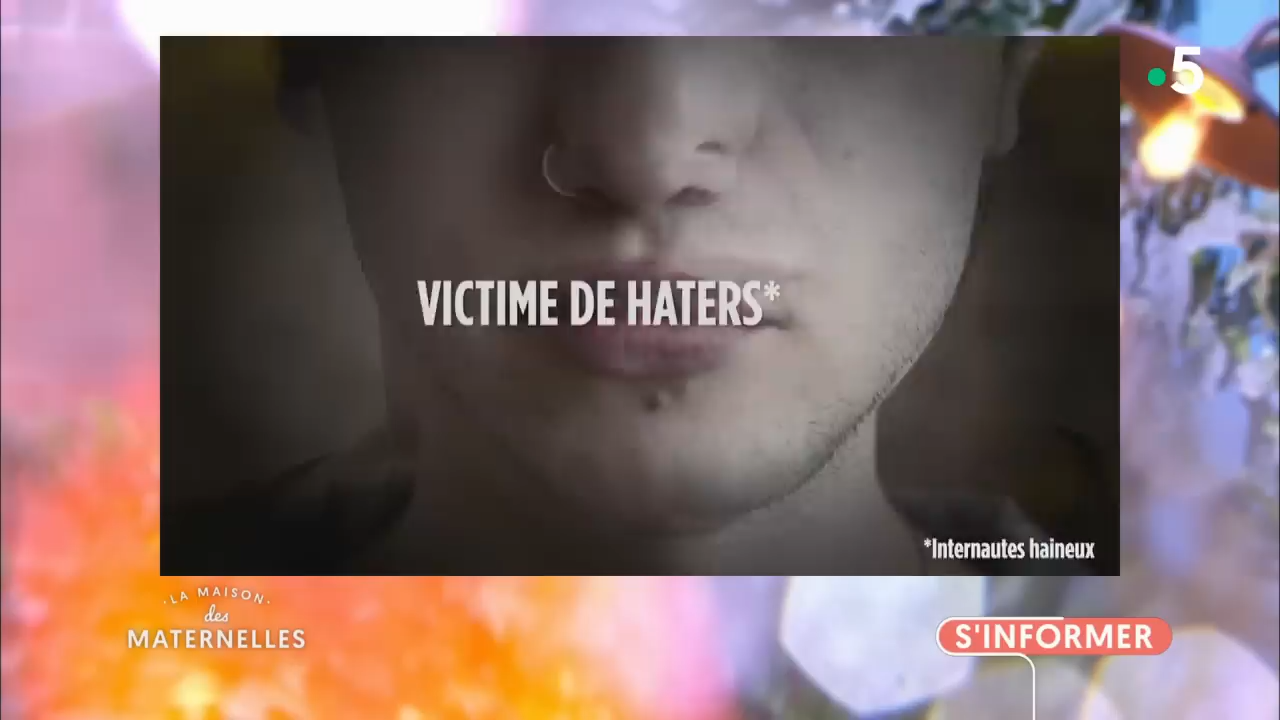 5
VICTIME DE HATERS*
*Internautes haineux
·LA MAISON·
des
MATERNELLES
S'INFORMER